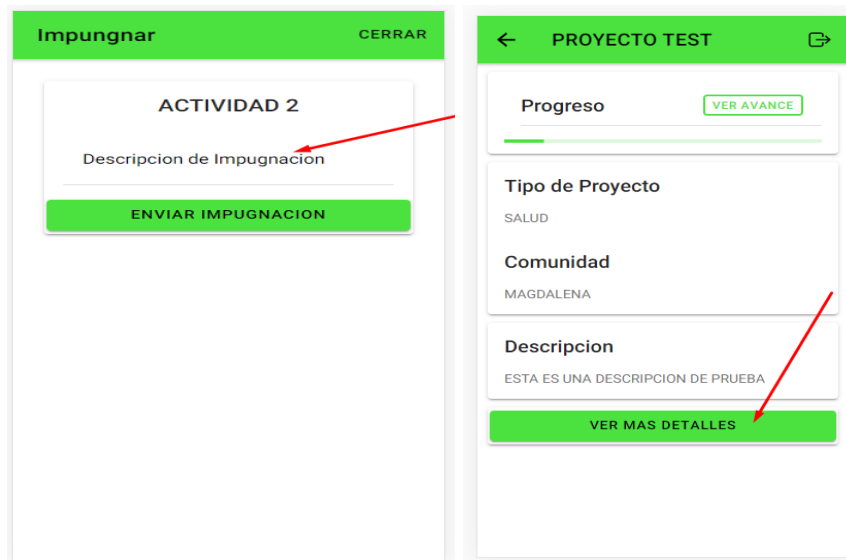 Impungnar
CERRAR
ACTIVIDAD 2
Descripcion de Impugnacion
ENVIAR IMPUGNACION
PROYECTO TEST
Progreso
VER AVANCE
Tipo de Proyecto
SALUD
Comunidad
MAGDALENA
Descripcion
ESTA ES UNA DESCRIPCION DE PRUEBA
VER MAS DETALLES